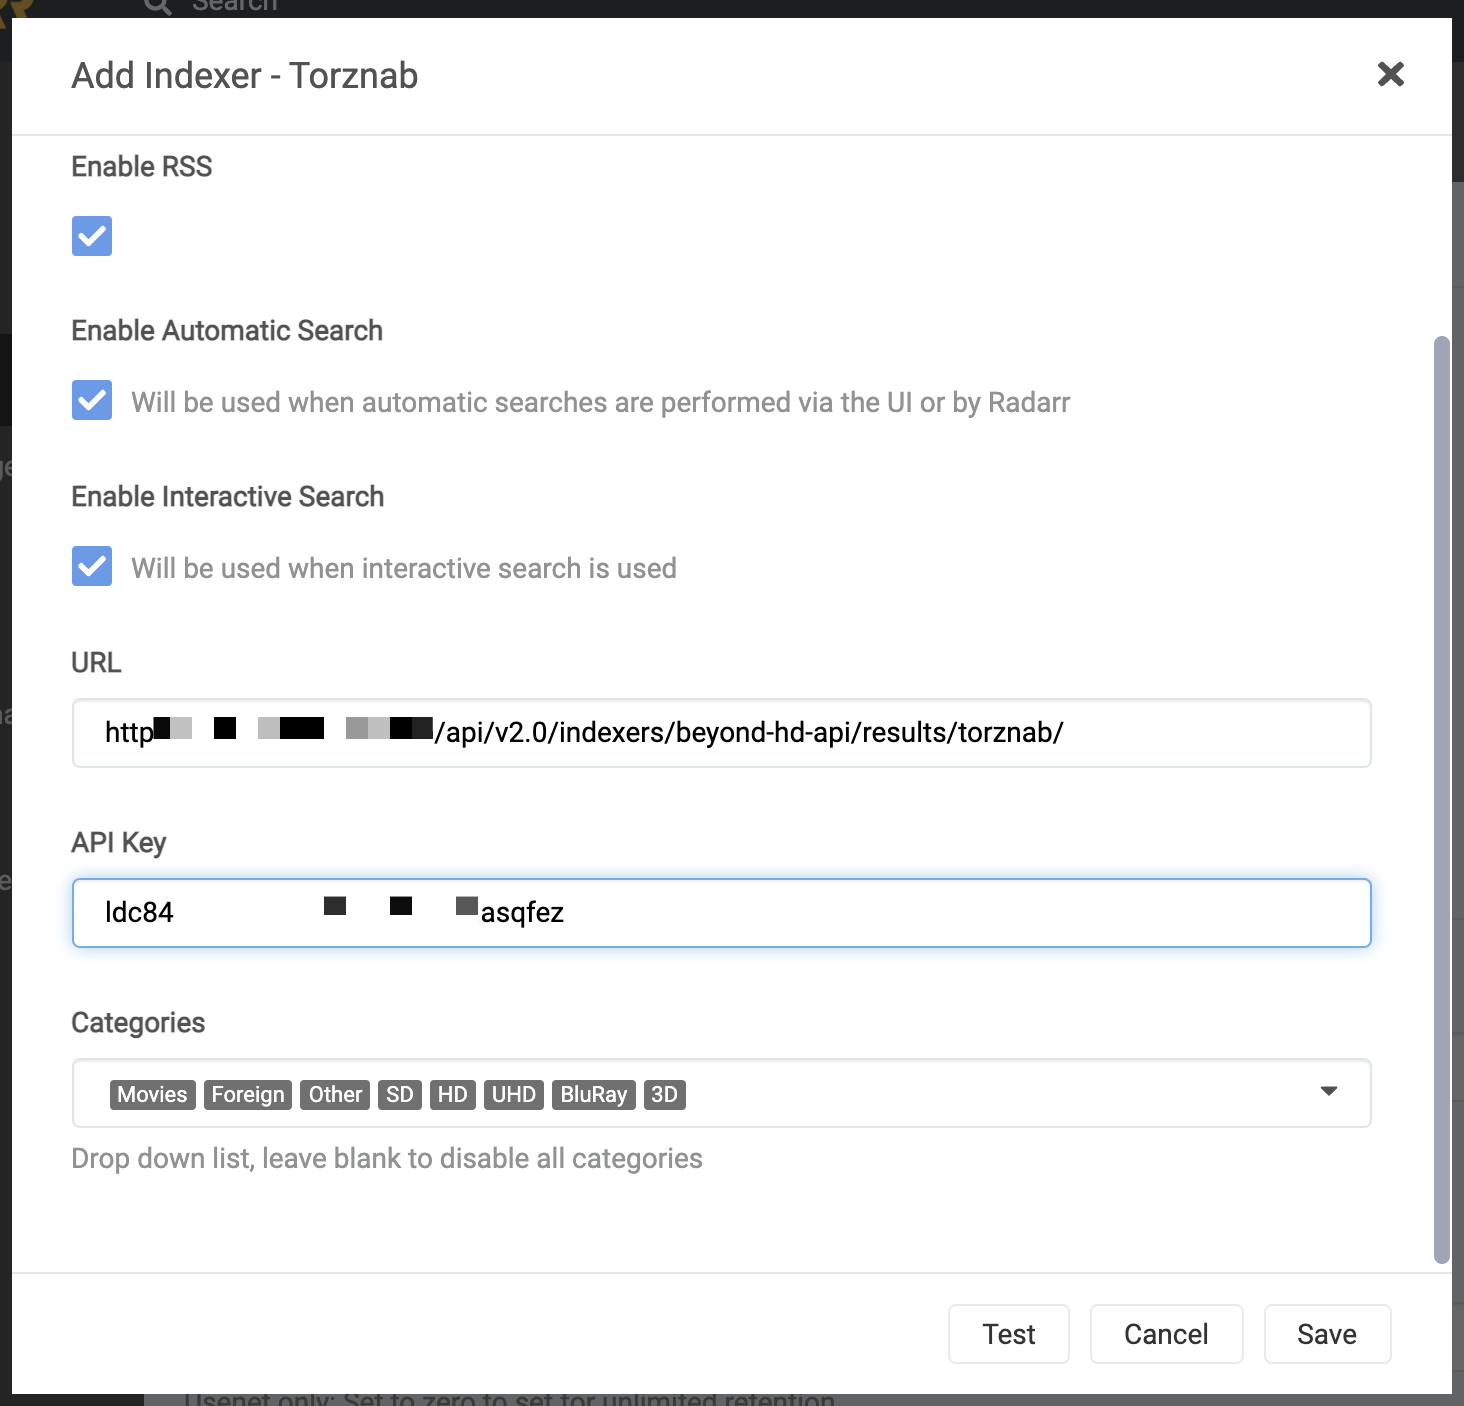 Search
Add Indexer - Torznab
Enable RSS
Enable Automatic Search
Will be used when automatic searches are performed via the UI or by Radarr
Enable Interactive Search
Will be used when interactive search is used
URL
http /api/v2.0/indexers/beyond-hd-api/results/torznab/
API Key
ldc84 asqfez
Categories
Movies Foreign Other SD HD UHD BluRay 3D
Drop down list, leave blank to disable all categories
Test Cancel Save
Usenet only: Set to zero to set for unlimited retention